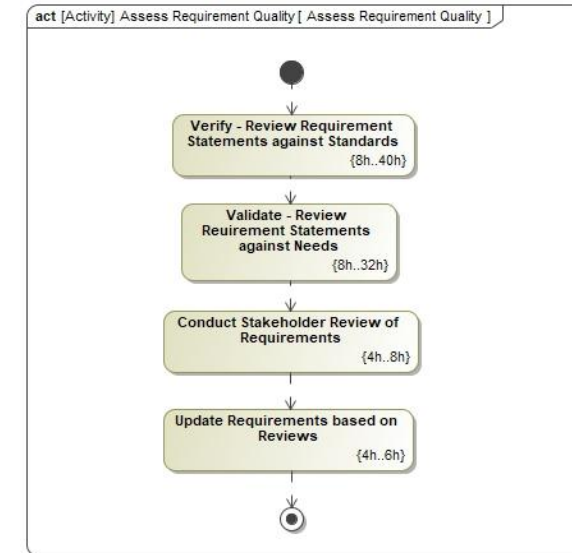 act [Activity] Assess Requirement Quality [ Assess Requirement Quality ]
Verify - Review Requirement
Statements against Standards
{8h..40h}
Validate - Review
Reuirement Statements
against Needs
{8h..32h}
Conduct Stakeholder Review of
Requirements
{4h..8h}
Update Requirements based on
Reviews
{4h..6h}